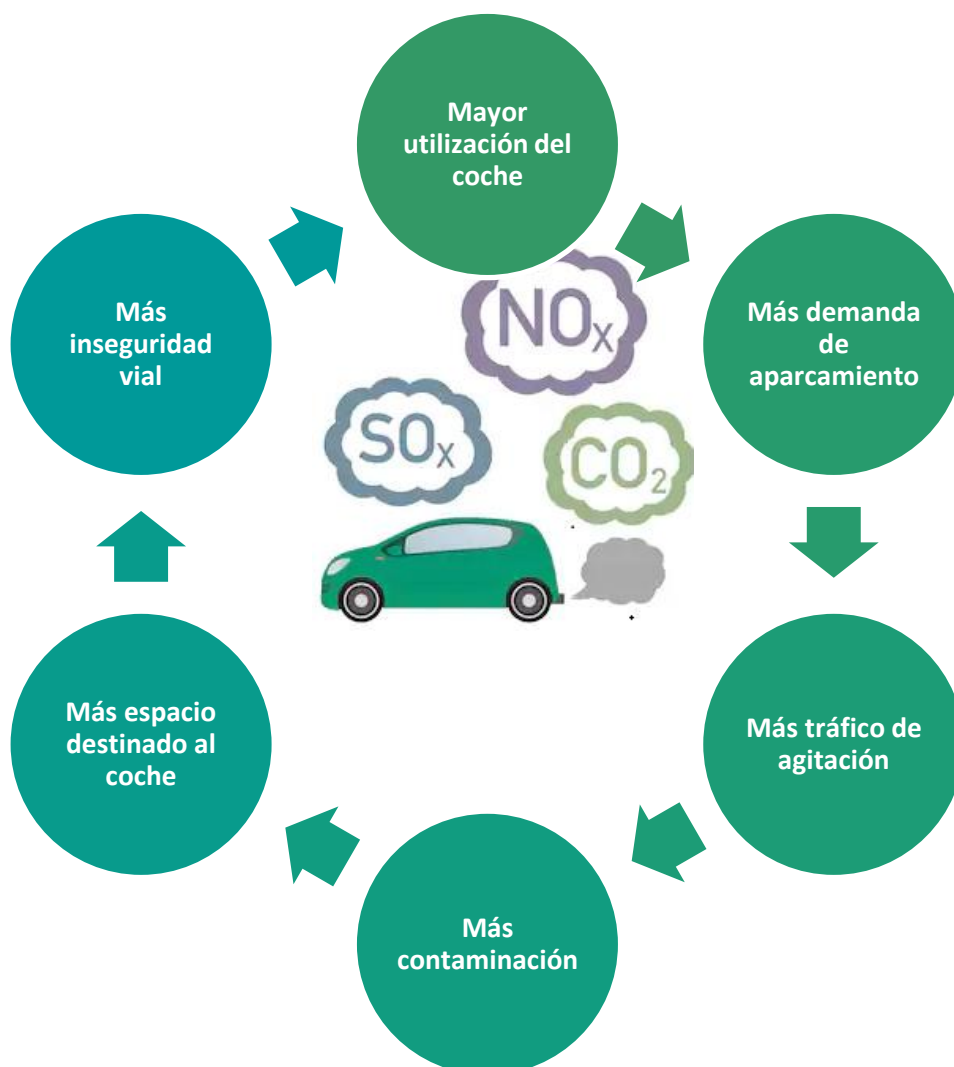 Mayor
utilización del
coche
Más demanda
de
aparcamiento
Más tráfico de
agitación
Más
contaminación
Más espacio
destinado al
coche
Más
inseguridad
vial
NOx
SOx
CO2